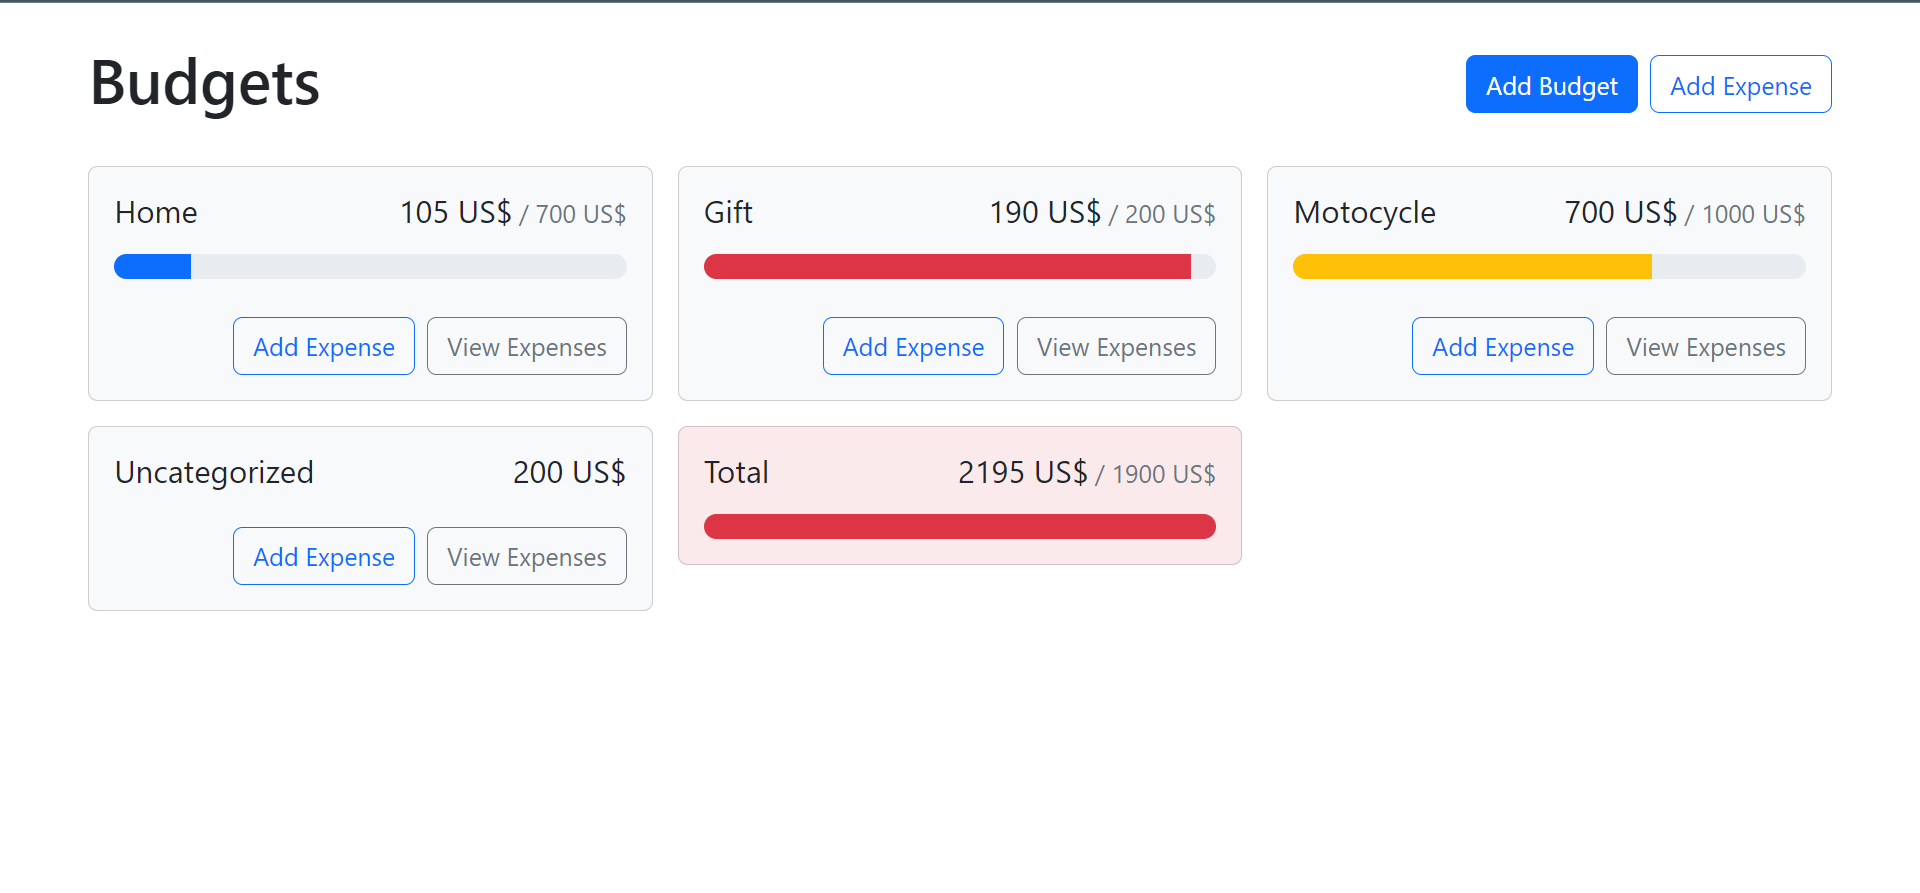 Budgets
Add Budget
Add Expense
Home 105 US$ / 700 US$
Add Expense
View Expenses
Gift 190 US$ / 200 US$
Add Expense
View Expenses
Motocycle 700 US$ / 1000 US$
Add Expense
View Expenses
Uncategorized 200 US$
Add Expense
View Expenses
Total 2195 US$ / 1900 US$